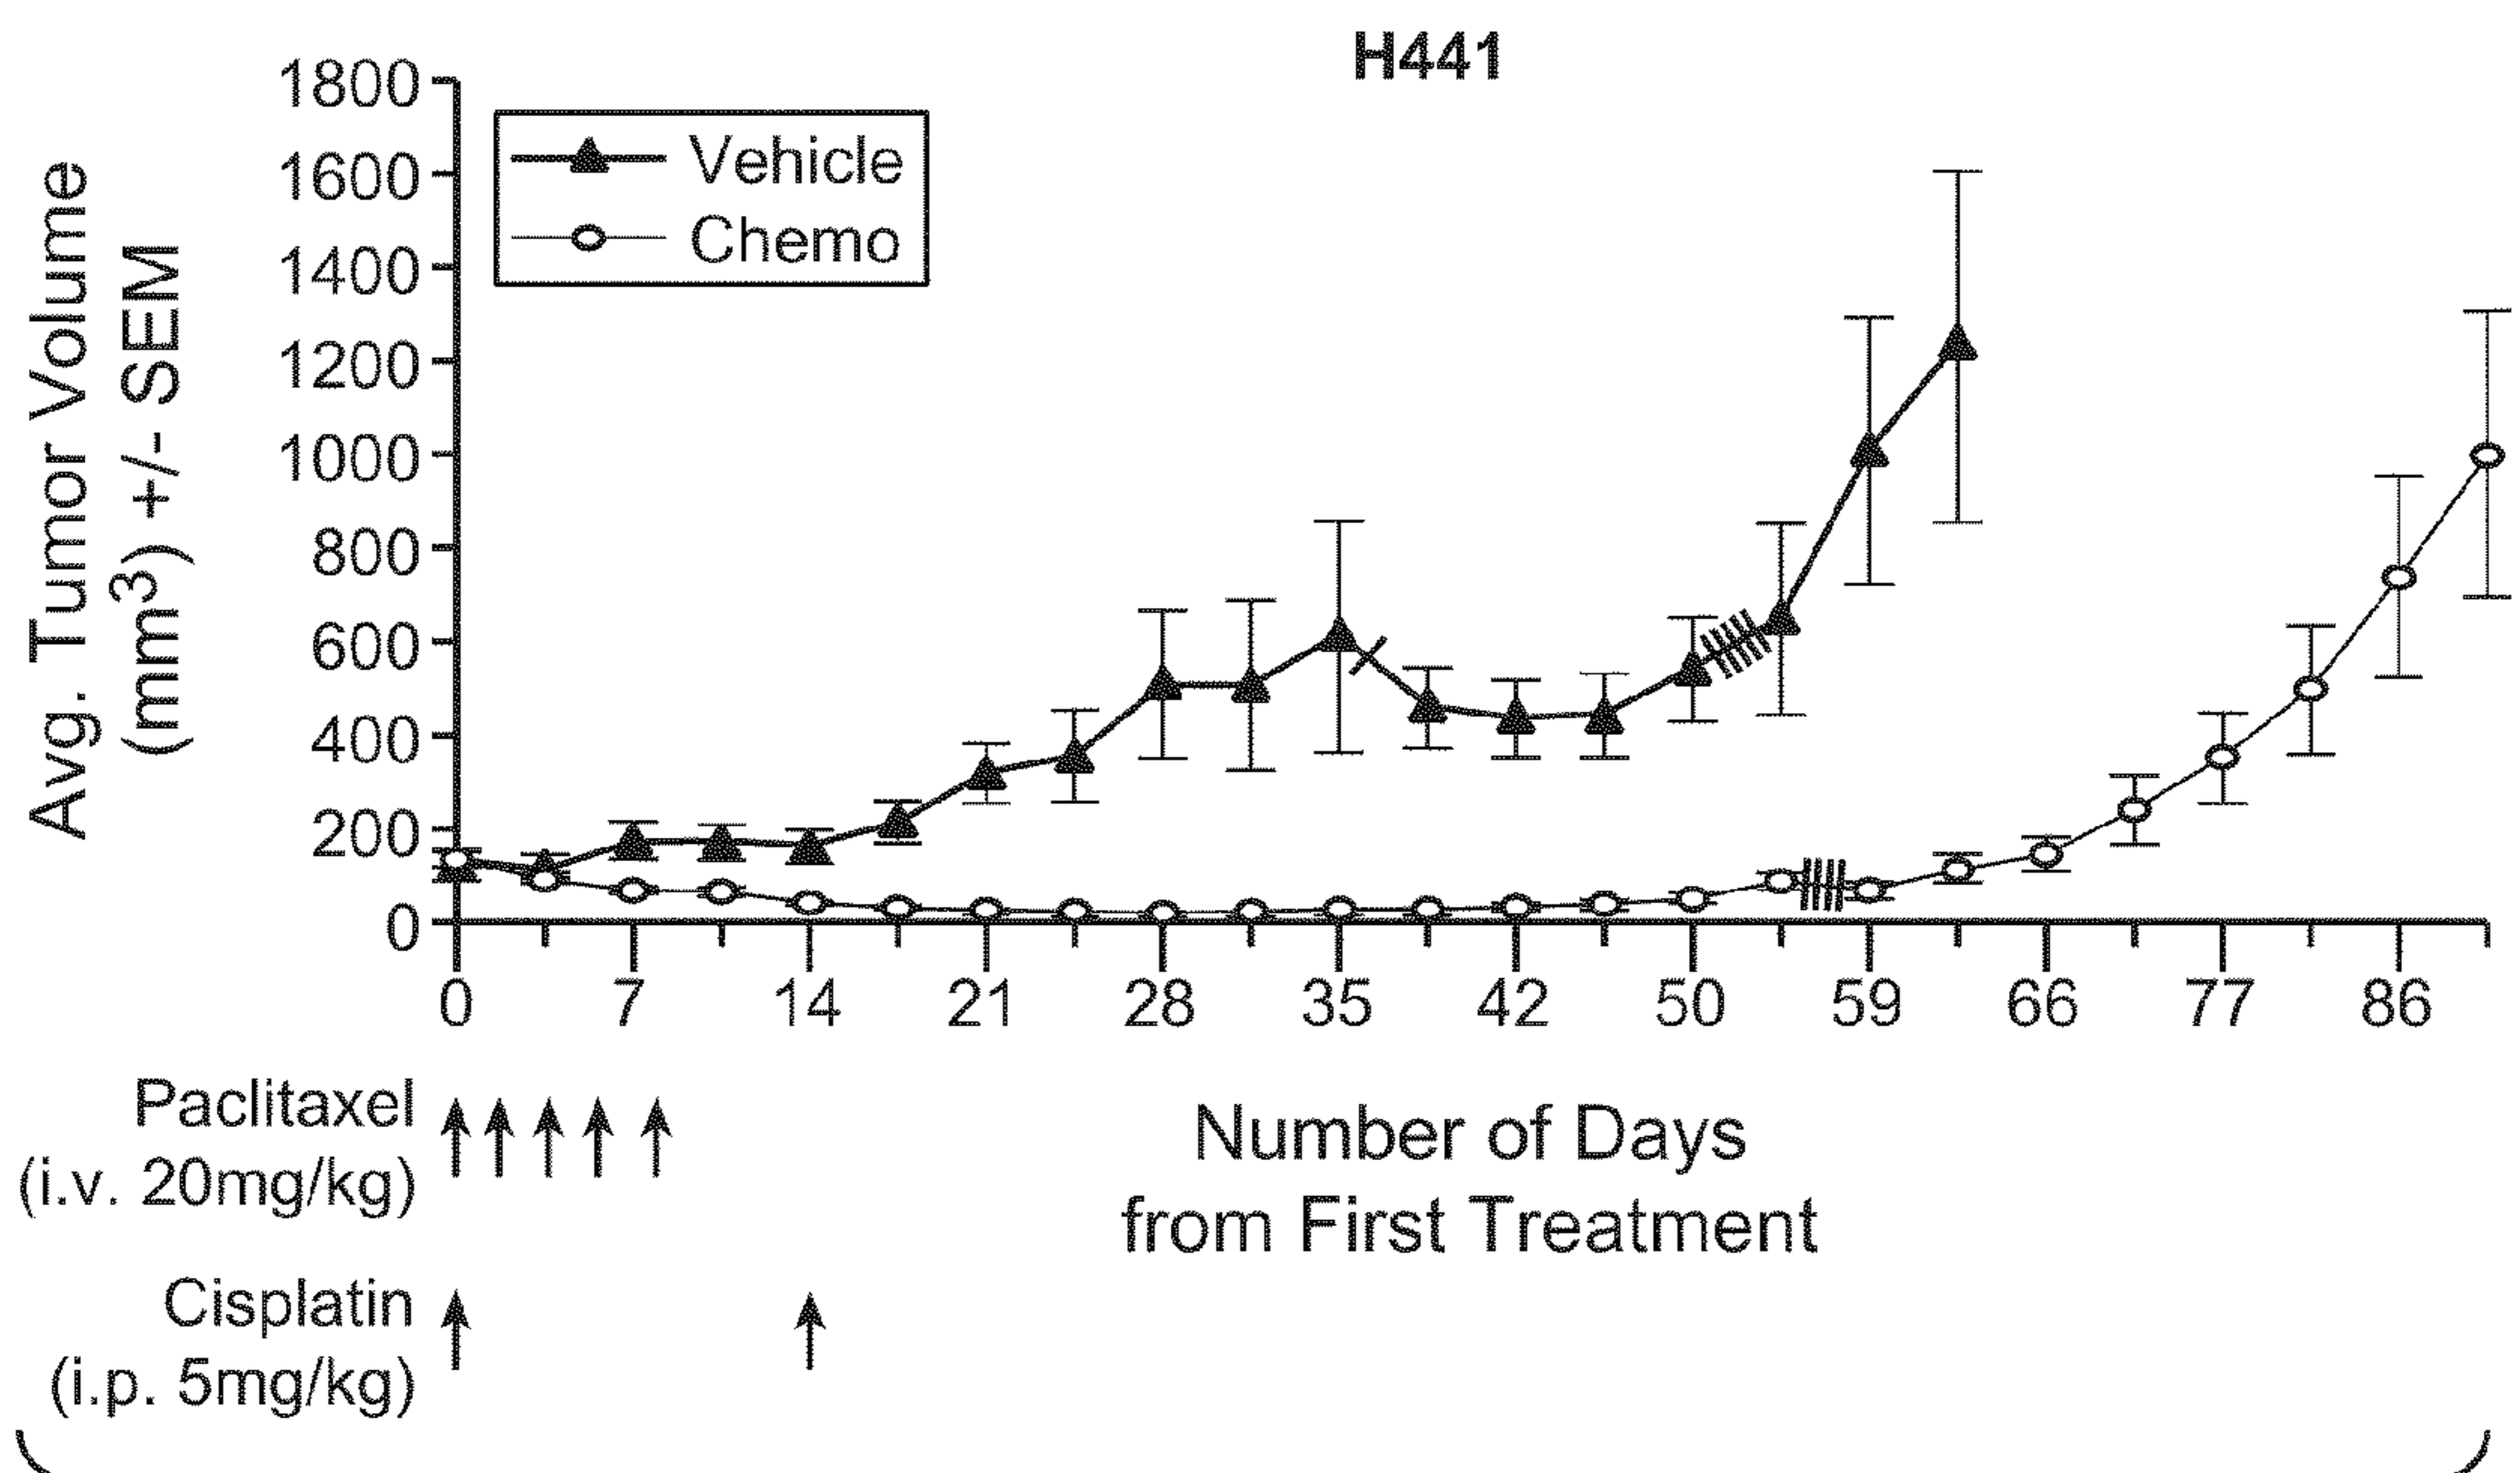 H441
1800
1600
1400
1200
1000
800
600
400
200
0
Avg. Tumor Volume
(mm³) +/- SEM
Vehicle
Chemo
0 7 14 21 28 35 42 50 59 66 77 86
Number of Days
from First Treatment
Paclitaxel
(i.v. 20mg/kg)
Cisplatin
(i.p. 5mg/kg)